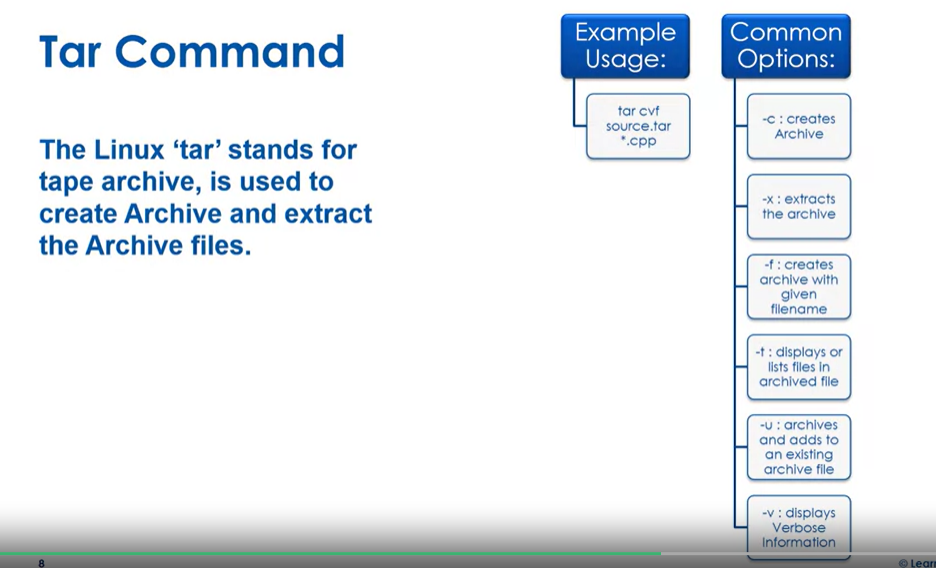 Tar Command
The Linux ‘tar’ stands for
tape archive, is used to
create Archive and extract
the Archive files.
Example
Usage:
tar cvf
source.tar
*.cpp
Common
Options:
-c : creates
Archive
-x : extracts
the archive
-f : creates
archive with
given
filename
-t : displays or
lists files in
archived file
-u : archives
and adds to
an existing
archive file
-v : displays
Verbose
Information
8
© Lear